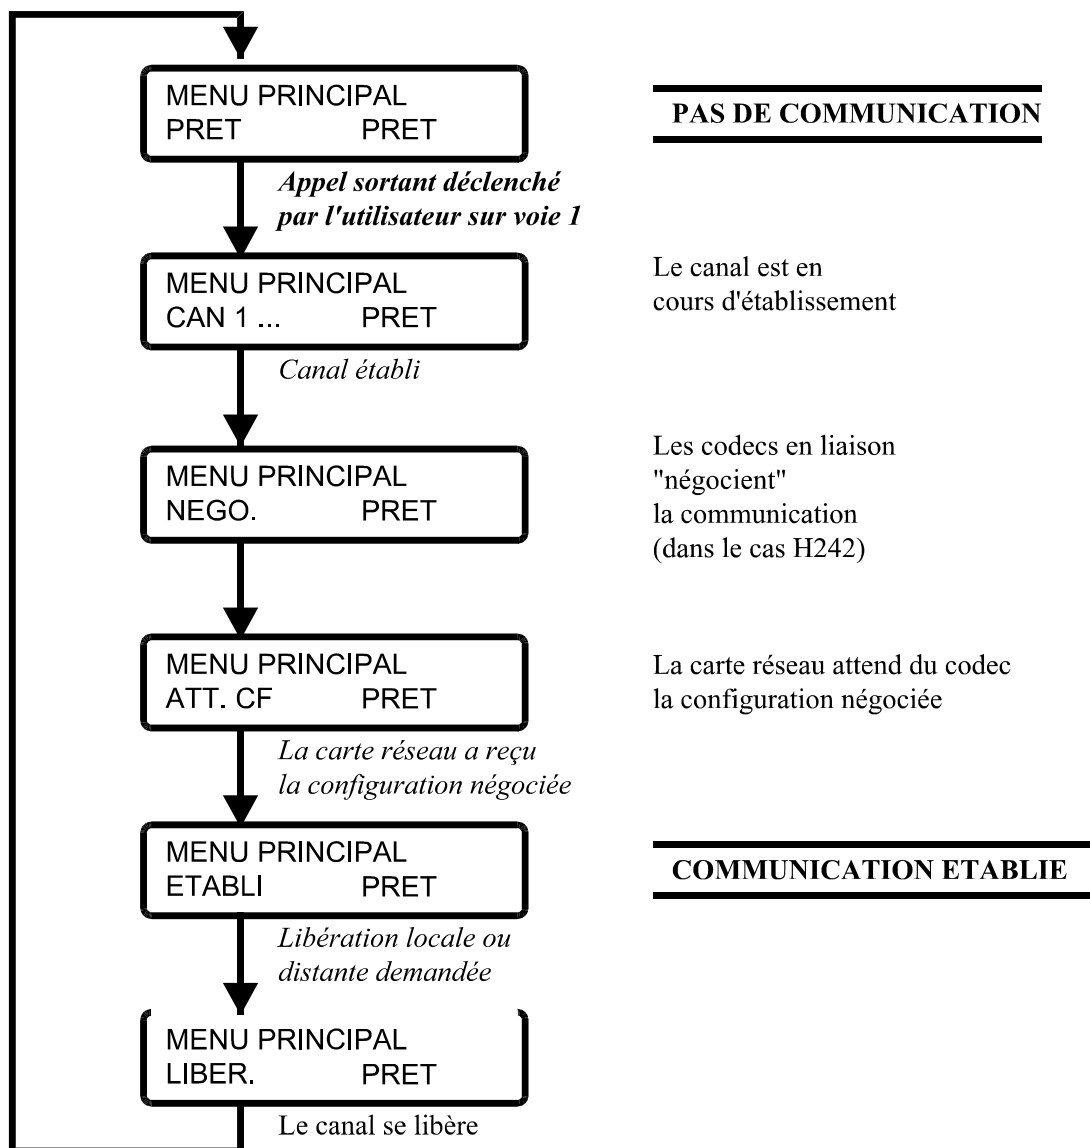 MENU PRINCIPAL
PRET PRET
PAS DE COMMUNICATION
Appel sortant déclenché
par l'utilisateur sur voie 1
MENU PRINCIPAL
CAN 1 ... PRET
Le canal est en
cours d'établissement
Canal établi
MENU PRINCIPAL
NEGO. PRET
Les codecs en liaison
"négocient"
la communication
(dans le cas H242)
MENU PRINCIPAL
ATT. CF PRET
La carte réseau attend du codec
la configuration négociée
La carte réseau a reçu
la configuration négociée
MENU PRINCIPAL
ETABLI PRET
COMMUNICATION ETABLIE
Libération locale ou
distante demandée
MENU PRINCIPAL
LIBER. PRET
Le canal se libère